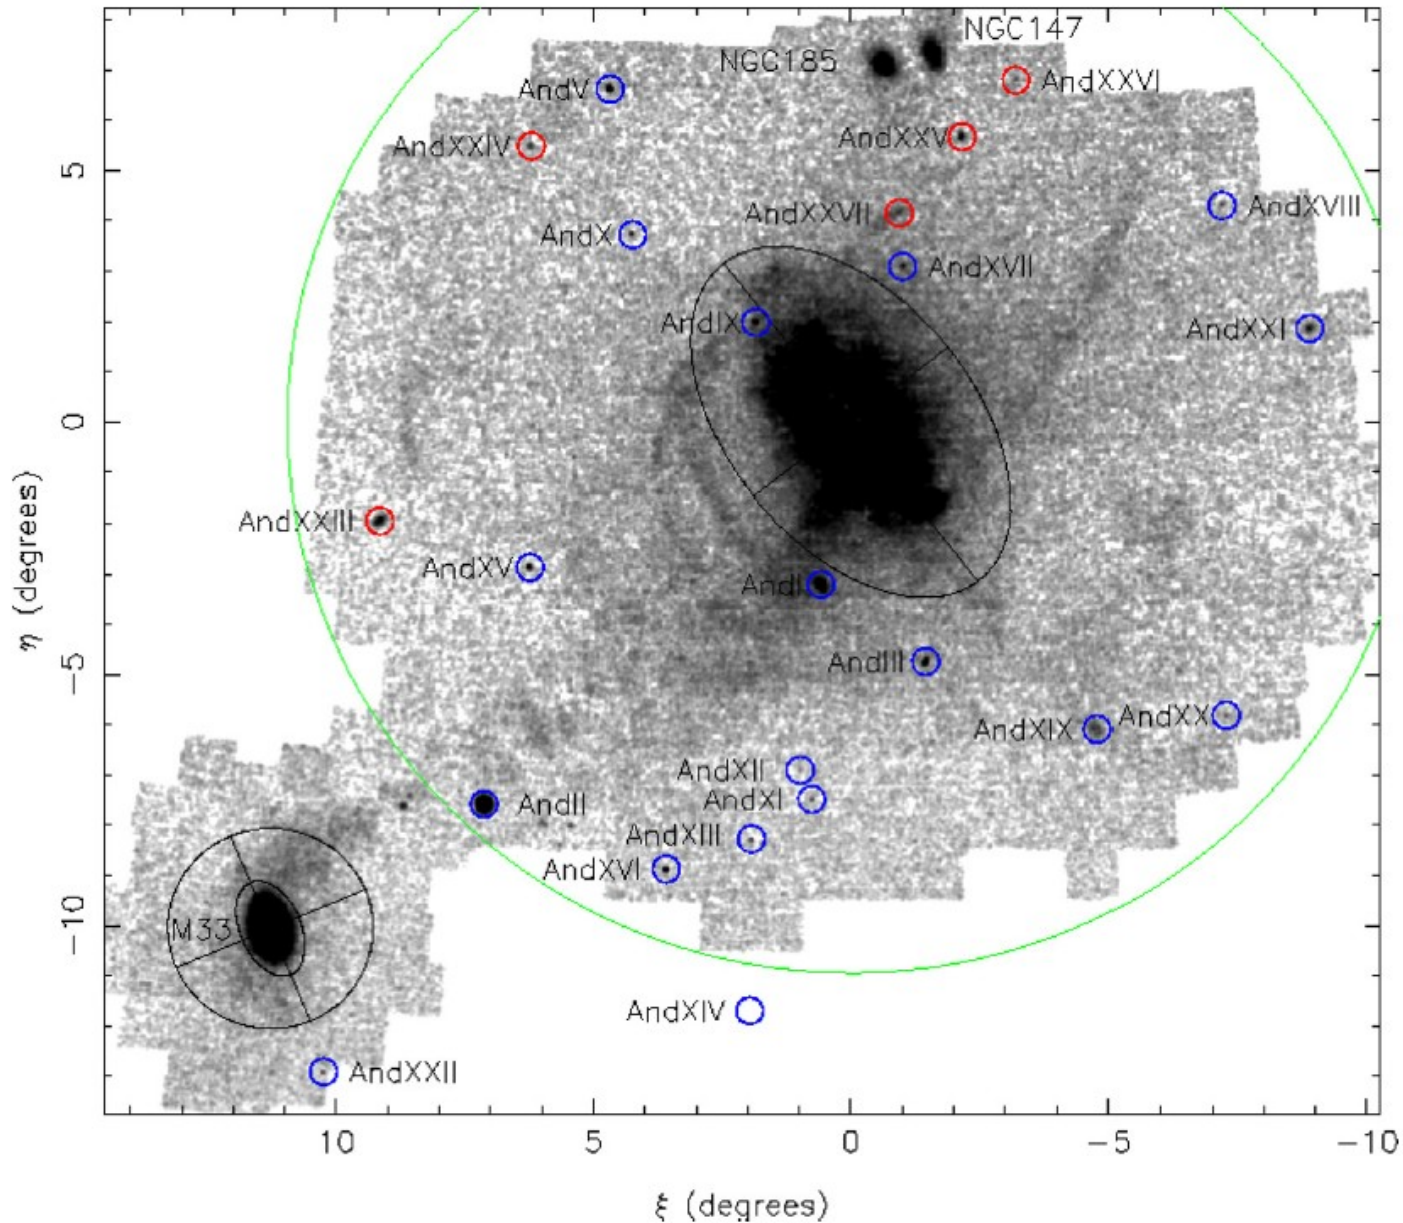 NGC147
NGC185
AndV
AndXXVI
AndXXV
AndXXIV
5
AndXXVII
AndXVIII
AndX
AndXVII
AndIX
AndXXI
0
AndXXIII
AndXV
AndI
AndIII
-5
AndXX
AndXIX
AndXII
AndXI
AndII
AndXIII
AndXVI
-10
M33
AndXIV
AndXXII
10
5
0
-5
-10
η (degrees)
ξ (degrees)